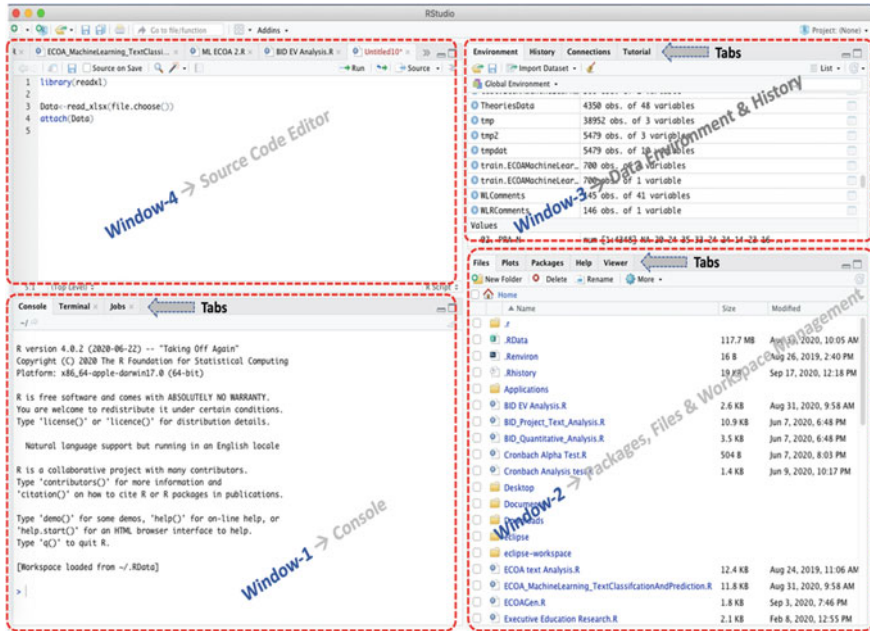 RStudio
Go to file/function
Addins
Project: (None)
R
ECOA_MachineLearning_TextClassi...
ML ECOA 2.R
BID EV Analysis.R
Untitled10*
Source on Save
Run
Source
1 library(readxl)
2
3 Data<-read_xlsx(file.choose())
4 attach(Data)
5
Window-4 → Source Code Editor
5:1 (Top Level)
R Script
Environment History Connections Tutorial
Tabs
Import Dataset
List
Global Environment
TheoriesData 4350 obs. of 48 variables
tmp 38952 obs. of 3 variables
tmp2 5479 obs. of 3 variables
tmpdat 5479 obs. of variables
train.ECOAMachineLear… 700 obs. of variables
train.ECOAMachineLear… 700 obs. of 1 variable
WLComments 145 obs. of 41 variables
WLRComments 146 obs. of 1 variable
Values
Window-3 → Data Environment & History
Console Terminal Jobs
Tabs
~/
R version 4.0.2 (2020-06-22) -- "Taking Off Again"
Copyright (C) 2020 The R Foundation for Statistical Computing
Platform: x86_64-apple-darwin17.0 (64-bit)
R is free software and comes with ABSOLUTELY NO WARRANTY.
You are welcome to redistribute it under certain conditions.
Type 'license()' or 'licence()' for distribution details.
Natural language support but running in an English locale
R is a collaborative project with many contributors.
Type 'contributors()' for more information and
'citation()' on how to cite R or R packages in publications.
Type 'demo()' for some demos, 'help()' for on-line help, or
'help.start()' for an HTML browser interface to help.
Type 'q()' to quit R.
[Workspace loaded from ~/.RData]
>
Window-1 → Console
Files Plots Packages Help Viewer
Tabs
New Folder Delete Rename More
Home
Name Size Modified
.r
.RData 117.7 MB 2020, 10:05 AM
.Renviron 16 B Aug 26, 2019, 2:40 PM
.Rhistory 19 KB Sep 17, 2020, 12:18 PM
Applications
BID EV Analysis.R 2.6 KB Aug 31, 2020, 9:58 AM
BID_Project_Text_Analysis.R 10.9 KB Jun 7, 2020, 6:48 PM
BID_Quantitative_Analysis.R 3.5 KB Jun 7, 2020, 6:48 PM
Cronbach Alpha Test.R 504 B Jun 7, 2020, 8:03 PM
Cronbach Analysis test.R 1.4 KB Jun 9, 2020, 10:17 PM
Desktop
Documents
Downloads
eclipse
eclipse-workspace
ECOA text Analysis.R 12.4 KB Aug 24, 2019, 11:06 AM
ECOA_MachineLearning_TextClassifcationAndPrediction.R 11.8 KB Aug 31, 2020, 9:58 AM
ECOAGen.R 1.8 KB Sep 3, 2020, 7:46 PM
Executive Education Research.R 2.1 KB Feb 8, 2020, 12:55 PM
Window-2 → Packages, Files & Workspace Management